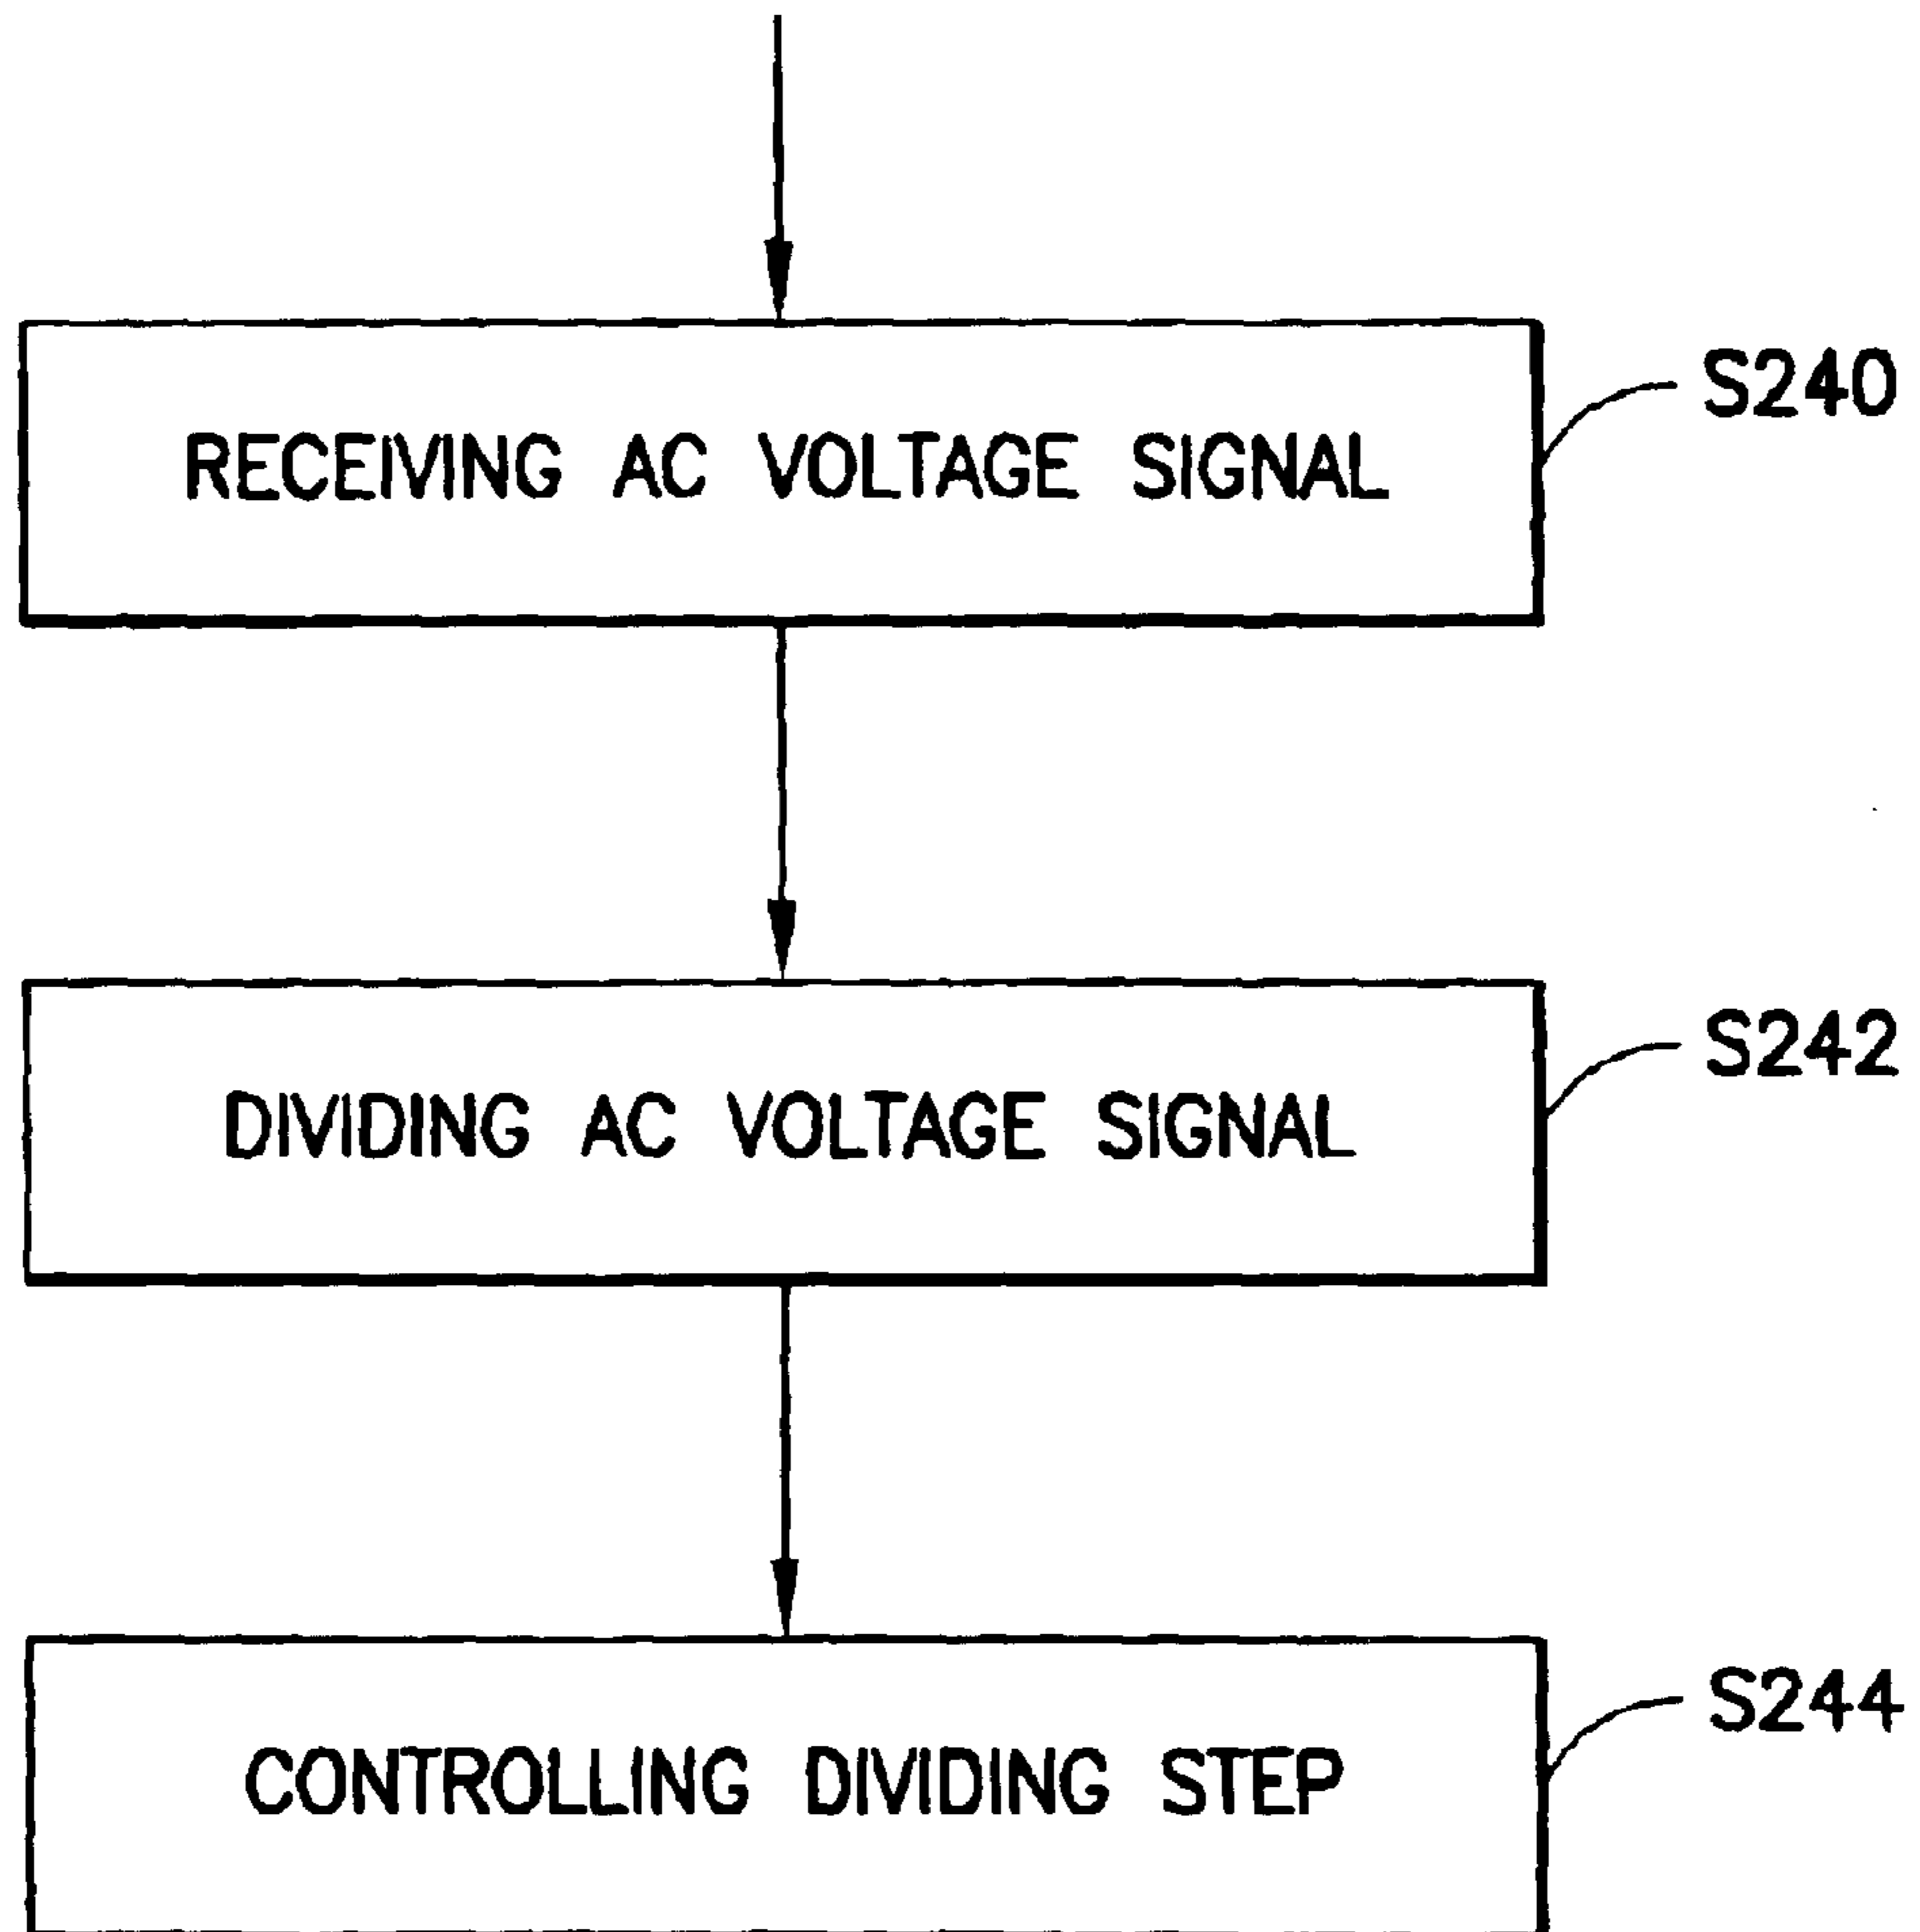 S240
RECEIVING AC VOLTAGE SIGNAL
S242
DIVIDING AC VOLTAGE SIGNAL
S244
CONTROLLING DIVIDING STEP